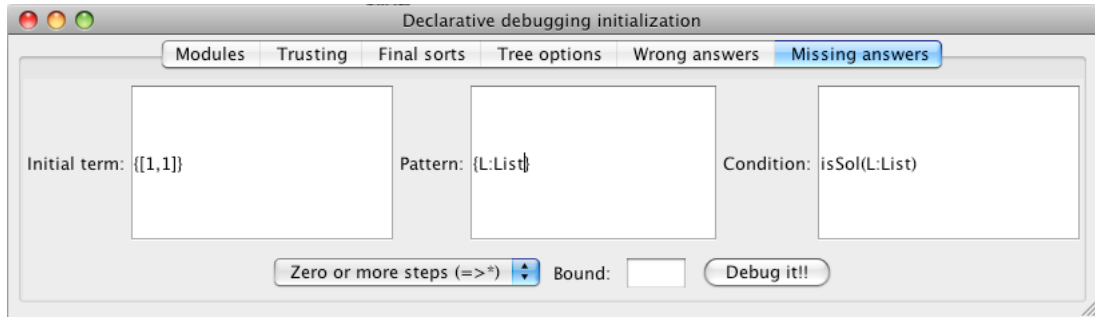 Declarative debugging initialization
Modules Trusting Final sorts Tree options Wrong answers Missing answers
Initial term: {[1,1]} Pattern: {L:List} Condition: isSol(L:List)
Zero or more steps (=>*) Bound: Debug it!!